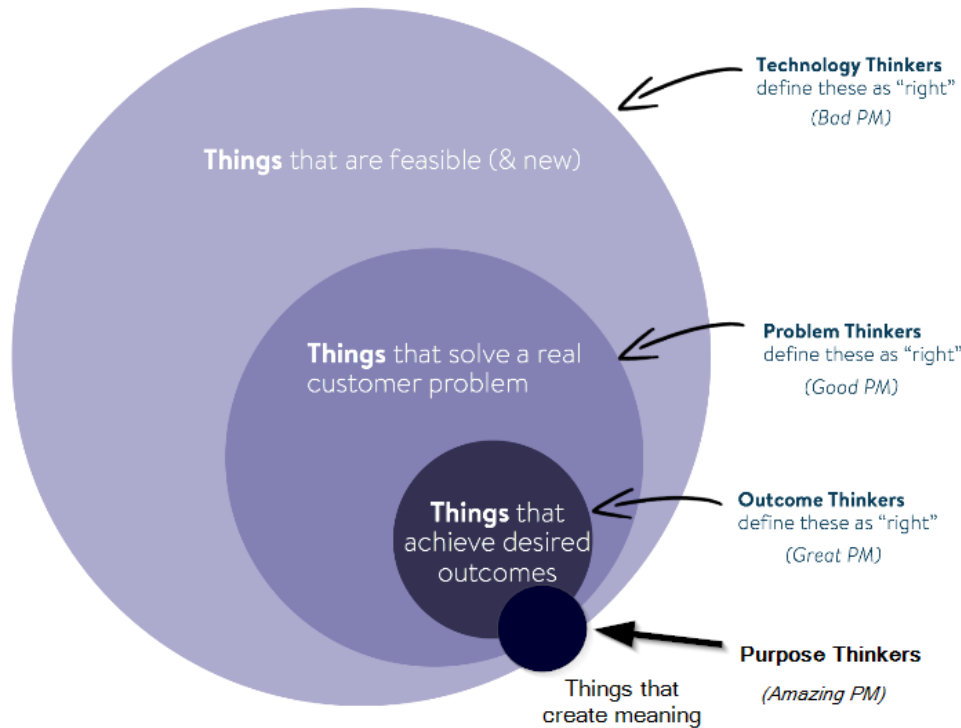 Technology Thinkers
define these as “right”
(Bad PM)
Things that are feasible (& new)
Problem Thinkers
define these as “right”
(Good PM)
Things that solve a real
customer problem
Outcome Thinkers
define these as “right”
(Great PM)
Things that
achieve desired
outcomes
Purpose Thinkers
(Amazing PM)
Things that
create meaning